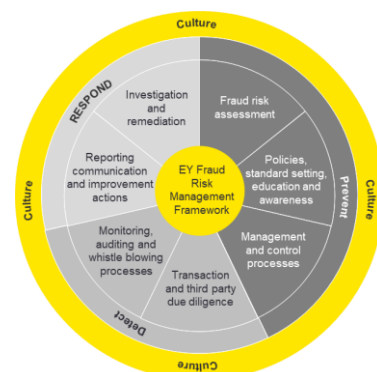 Culture
RESPOND
Investigation
and
remediation
Fraud risk
assessment
Reporting
communication
and improvement
actions
EY Fraud
Risk
Management
Framework
Policies,
standard setting,
education and
awareness
Prevent
Culture
Culture
Monitoring,
auditing and
whistle blowing
processes
Management
and control
processes
Transaction
and third party
due diligence
Detect
Culture